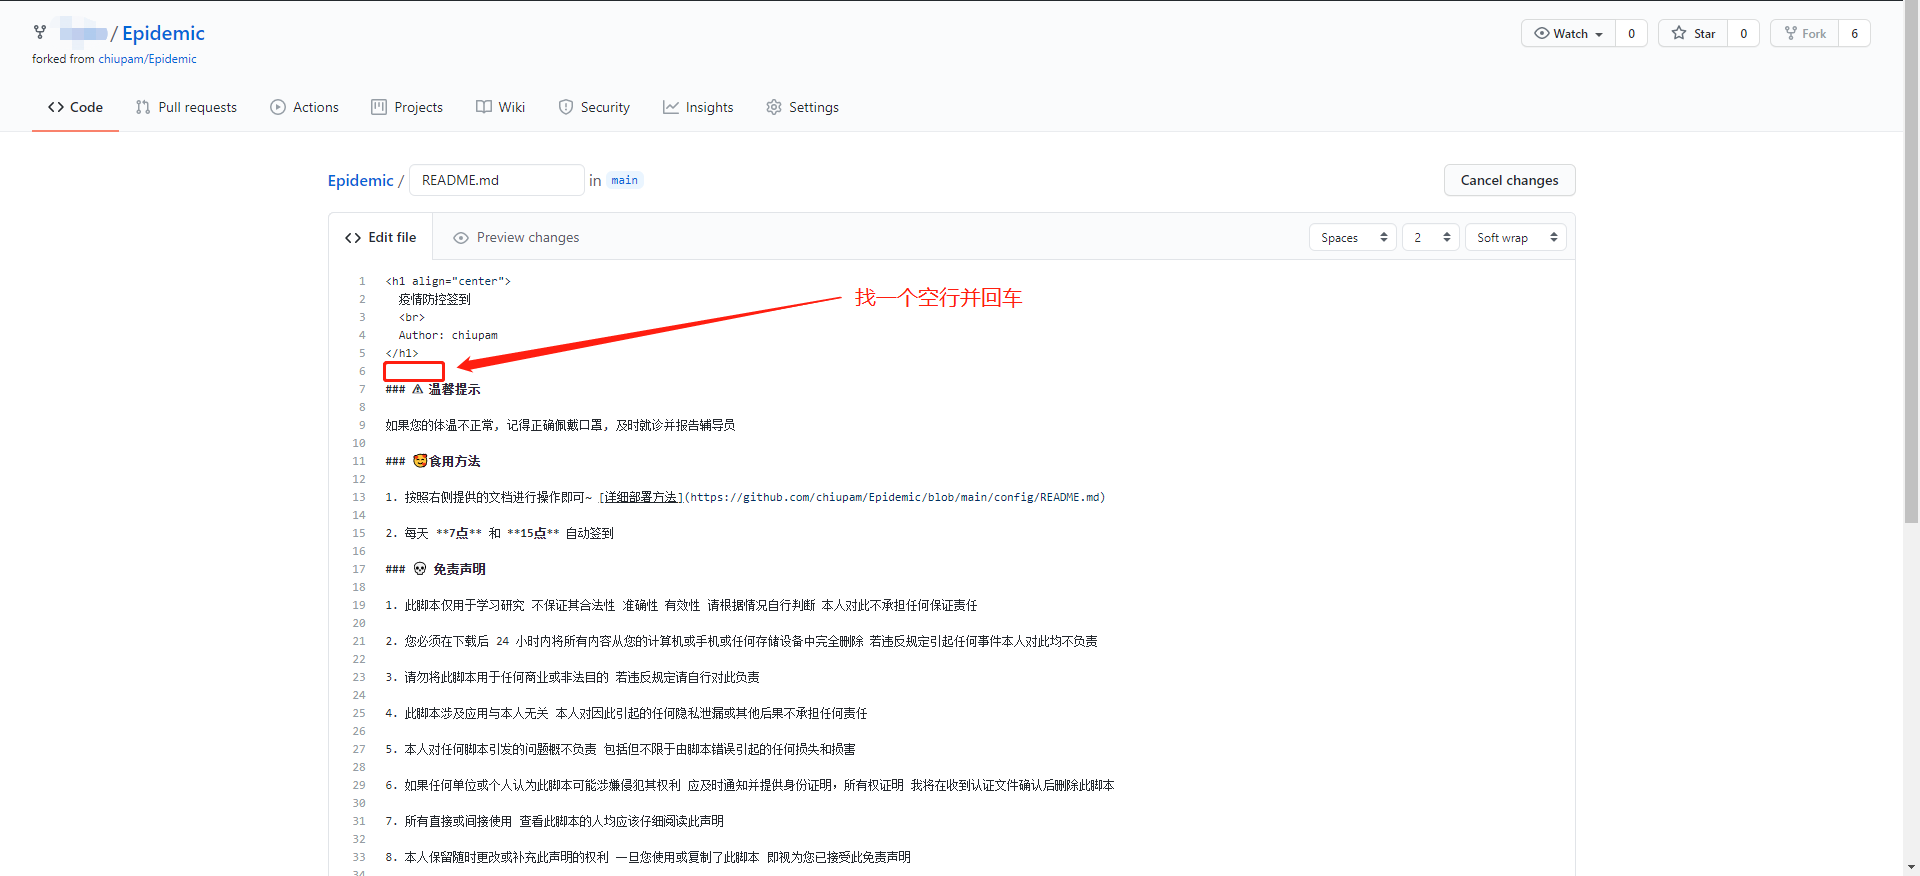 / Epidemic
Watch 0 Star 0 Fork 6
forked from chiupam/Epidemic
Code Pull requests Actions Projects Wiki Security Insights Settings
Epidemic / README.md in main Cancel changes
Edit file Preview changes Spaces 2 Soft wrap
1 <h1 align="center">
找一个空行并回车
2 疫情防控签到
3 <br>
4 Author: chiupam
5 </h1>
6
7 ### ⚠ 温馨提示
8
9 如果您的体温不正常, 记得正确佩戴口罩, 及时就诊并报告辅导员
10
11 ### 🥰食用方法
12
13 1. 按照右侧提供的文档进行操作即可~ [详细部署方法](https://github.com/chiupam/Epidemic/blob/main/config/README.md)
14
15 2. 每天 **7点** 和 **15点** 自动签到
16
17 ### 💀 免责声明
18
19 1. 此脚本仅用于学习研究 不保证其合法性 准确性 有效性 请根据情况自行判断 本人对此不承担任何保证责任
20
21 2. 您必须在下载后 24 小时内将所有内容从您的计算机或手机或任何存储设备中完全删除 若违反规定引起任何事件本人对此均不负责
22
23 3. 请勿将此脚本用于任何商业或非法目的 若违反规定请自行对此负责
24
25 4. 此脚本涉及应用与本人无关 本人对因此引起的任何隐私泄漏或其他后果不承担任何责任
26
27 5. 本人对任何脚本引发的问题概不负责 包括但不限于由脚本错误引起的任何损失和损害
28
29 6. 如果任何单位或个人认为此脚本可能涉嫌侵犯其权利 应及时通知并提供身份证明, 所有权证明 我将在收到认证文件确认后删除此脚本
30
31 7. 所有直接或间接使用 查看此脚本的人均应该仔细阅读此声明
32
33 8. 本人保留随时更改或补充此声明的权利 一旦您使用或复制了此脚本 即视为您已接受此免责声明
34